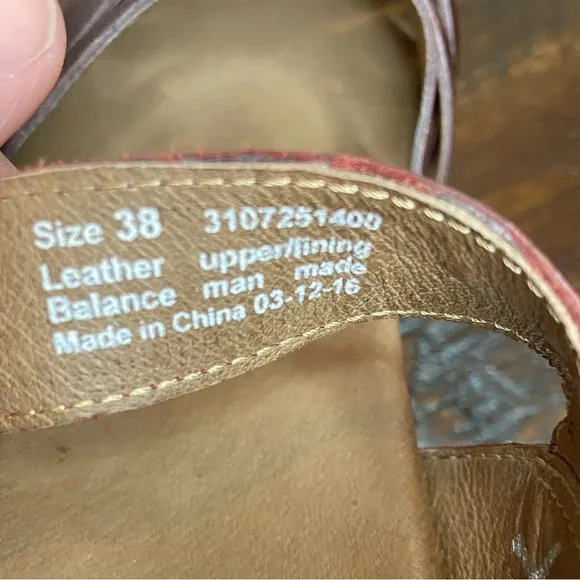 Size 38 3107251400
Leather upper/lining
Balance man made
Made in China 03-12-16